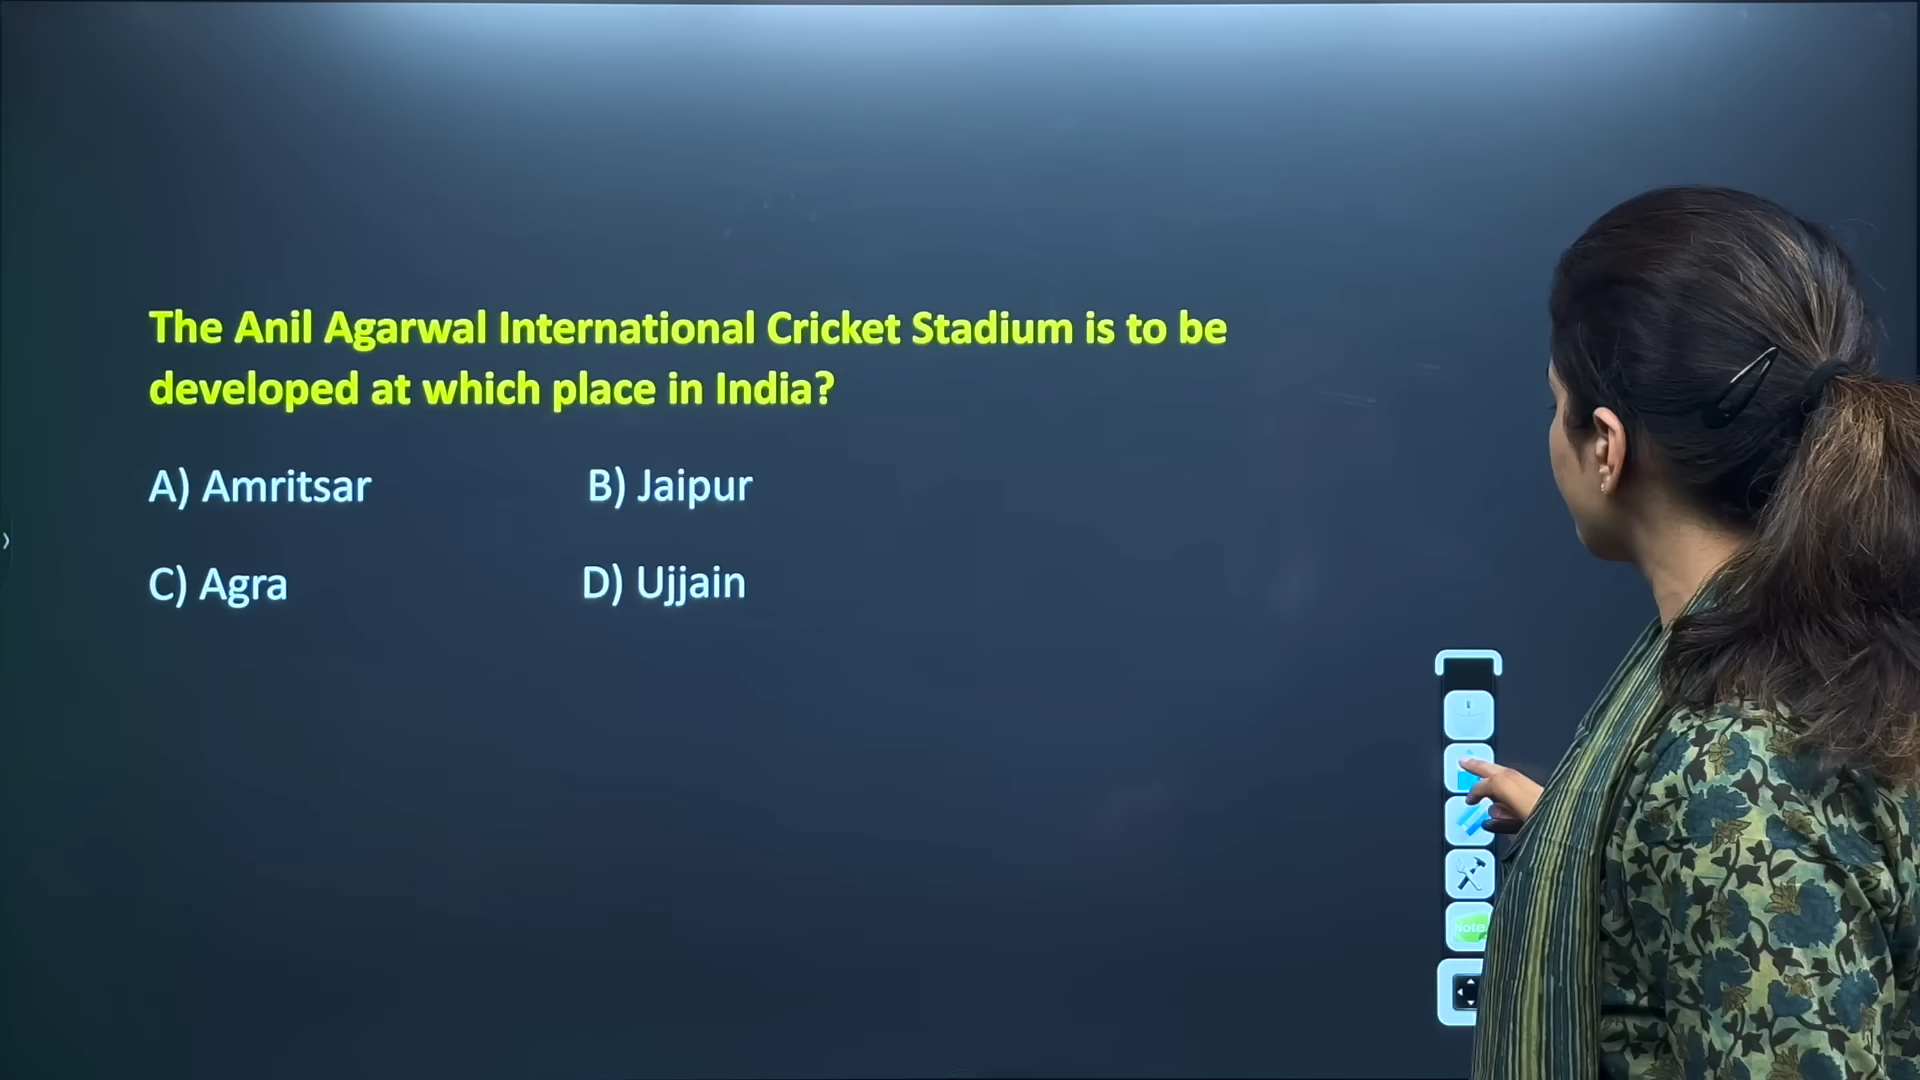 The Anil Agarwal International Cricket Stadium is to be
developed at which place in India?
A) Amritsar B) Jaipur
C) Agra D) Ujjain
Note